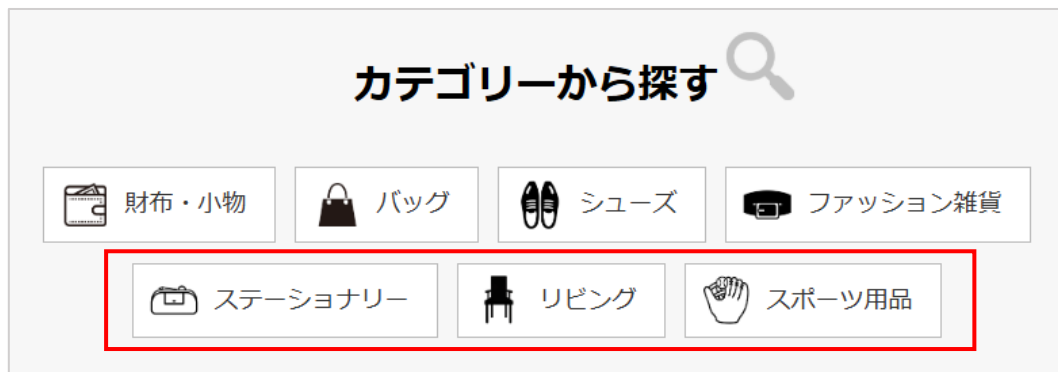 カテゴリーから探す
財布・小物 バッグ シューズ ファッション雑貨
ステーショナリー リビング スポーツ用品